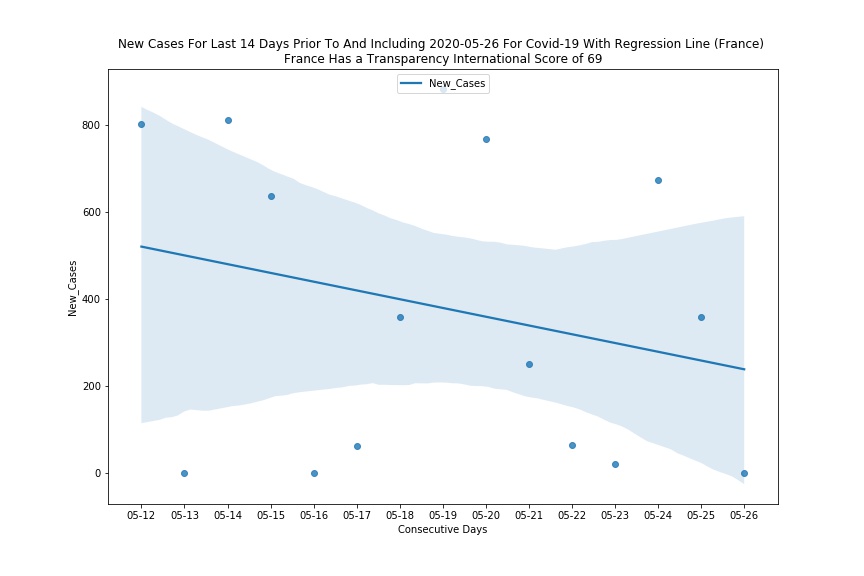 New Cases For Last 14 Days Prior To And Including 2020-05-26 For Covid-19 With Regression Line (France)
France Has a Transparency International Score of 69
New_Cases
800
600
400
200
0
New_Cases
05-12 05-13 05-14 05-15 05-16 05-17 05-18 05-19 05-20 05-21 05-22 05-23 05-24 05-25 05-26
Consecutive Days